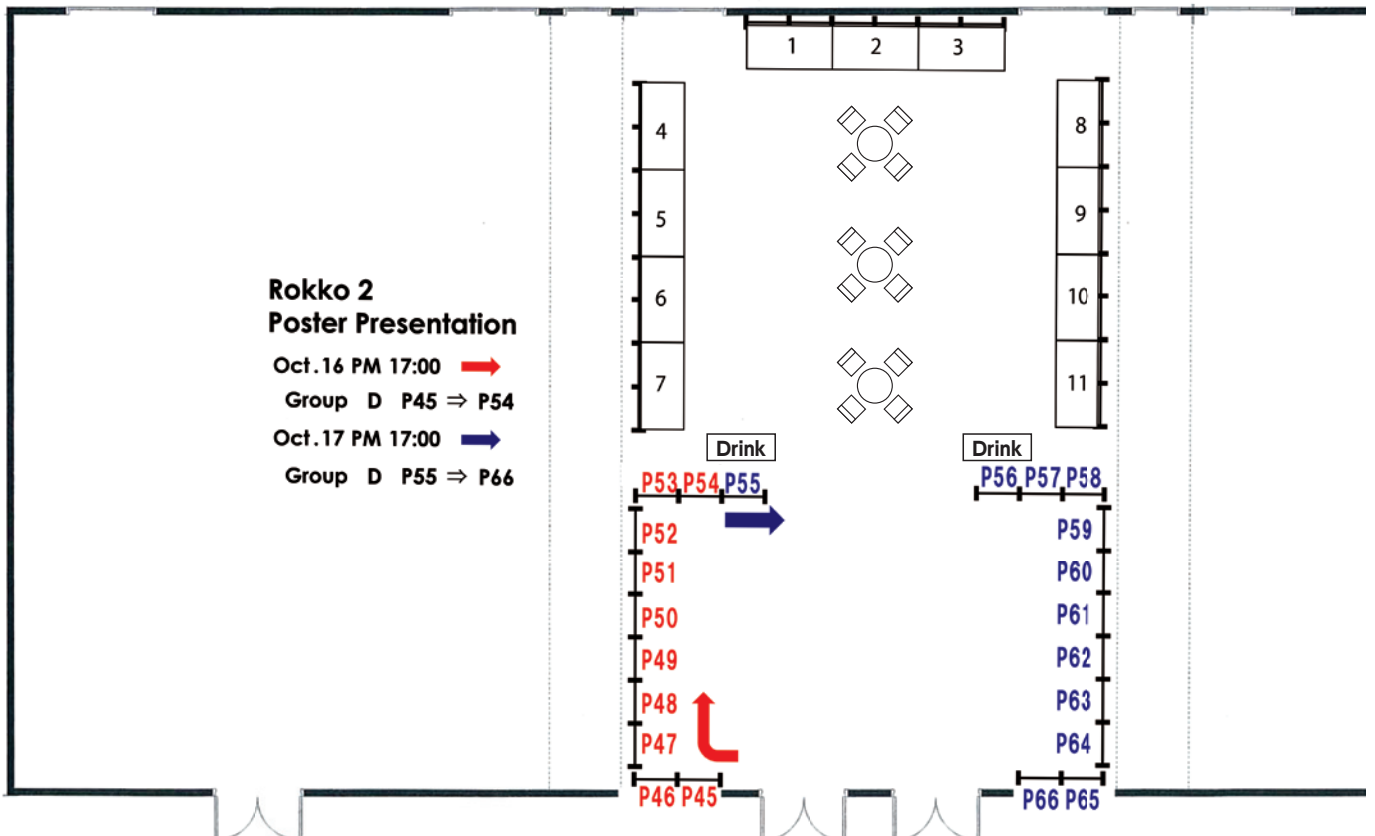 1 2 3
4 8
5 9
6 10
7 11
Rokko 2
Poster Presentation
Oct.16 PM 17:00
Group D P45 ⇒ P54
Oct.17 PM 17:00
Group D P55 ⇒ P66
Drink Drink
P53 P54 P55 P56 P57 P58
P52 P59
P51 P60
P50 P61
P49 P62
P48 P63
P47 P64
P46 P45 P66 P65